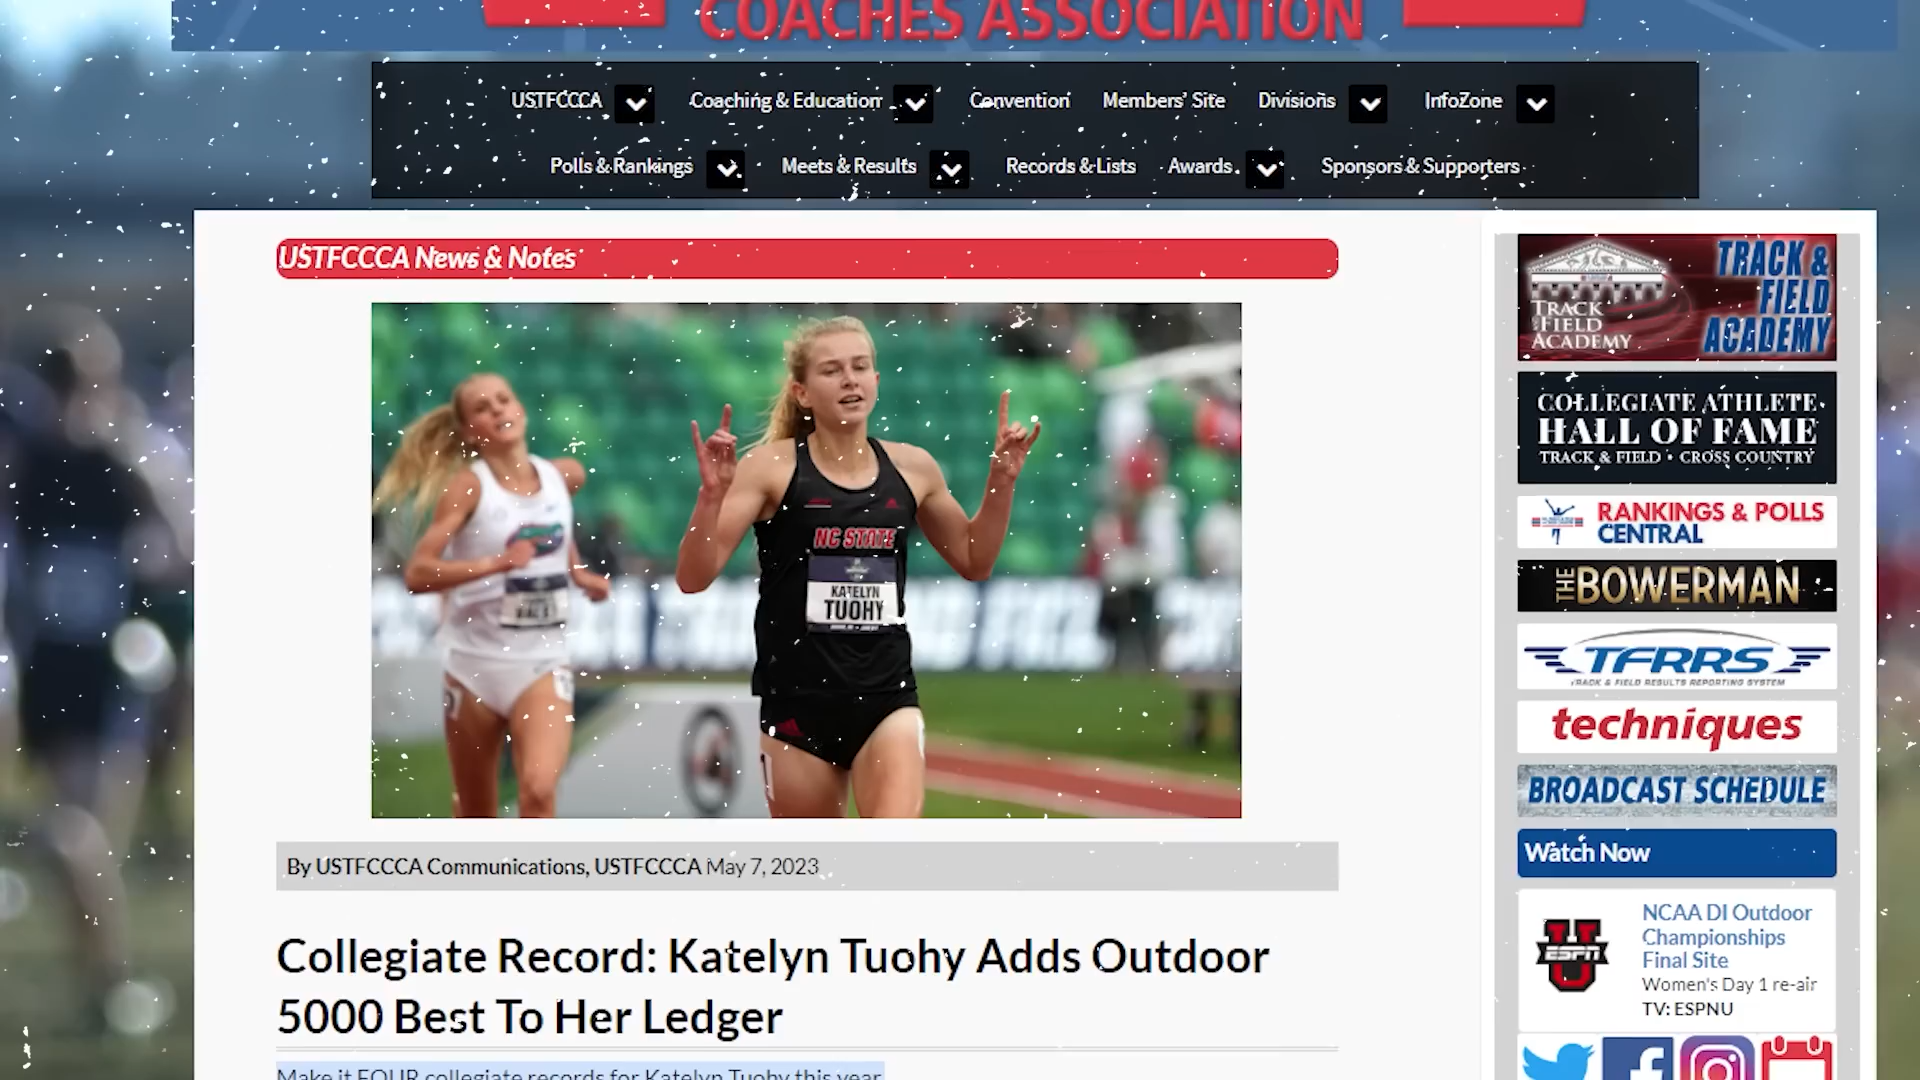 COACHES ASSOCIATION
USTFCCCA Coaching & Education Convention Members' Site Divisions InfoZone
Polls & Rankings Meets & Results Records & Lists Awards Sponsors & Supporters
USTFCCCA News & Notes
NC STATE
KATELYN
TUOHY
By USTFCCCA Communications, USTFCCCA May 7, 2023
Collegiate Record: Katelyn Tuohy Adds Outdoor
5000 Best To Her Ledger
Make it FOUR collegiate records for Katelyn Tuohy this year
TRACK
FIELD
ACADEMY
TRACK &
FIELD
ACADEMY
COLLEGIATE ATHLETE
HALL OF FAME
TRACK & FIELD • CROSS COUNTRY
RANKINGS & POLLS
CENTRAL
THE BOWERMAN
TFRRS
TRACK & FIELD RESULTS REPORTING SYSTEM
techniques
BROADCAST SCHEDULE
Watch Now
ESPN U
NCAA DI Outdoor
Championships
Final Site
Women's Day 1 re-air
TV: ESPNU